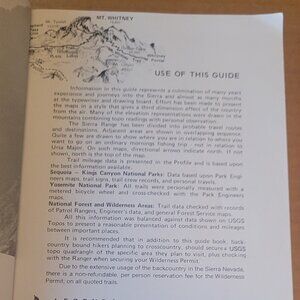 MT. WHITNEY
USE OF THIS GUIDE
Information in this guide represents a combination of many years
experience and journeys into the Sierra and almost as many months
at the typewriter and drawing board. Effort has been made to present
the maps in a style that gives a third dimension effect of the country
from the air. Many of the elevation representations were drawn in the
mountains combining topo reading with personal observation.
The Sierra Range has been divided into probable travel routes
and destinations. Adjacent areas are shown in overlapping sequence.
Quite a few are drawn to show where you are in relation to where you
want to go on an ordinary mornings fishing trip - not in relation to
Ursa Major. On such maps, directional arrows indicate north. If not
shown, north is the top of the map.
Trail mileage data is presented in the Profile and is based upon
the best information available.
Sequoia - Kings Canyon National Parks: Data based upon Park Engi-
neers maps, trail signs, trail crew records, and personal travels.
Yosemite National Park: All trails were personally measured with a
metered bicycle wheel and cross-checked with the Park Engineers
maps.
National Forest and Wilderness Areas: Trail data checked with records
of Patrol Rangers, Engineer's data, and general Forest Service maps.
All this information was balanced against data shown on USGS
Topos to present a reasonable presentation of conditions and mileage
between important places.
It is recommended that in addition to this guide book, back-
country bound hikers planning to crosscountry, should secure a USGS
topo quadrangle of the specific area they plan to visit, plus checking
with the Ranger when securing your Wilderness Permit.
Due to the extensive usage of the backcountry in the Sierra Nevada,
there is a non-refundable per person reservation fee for the Wilderness
Permit, on all quoted trails.